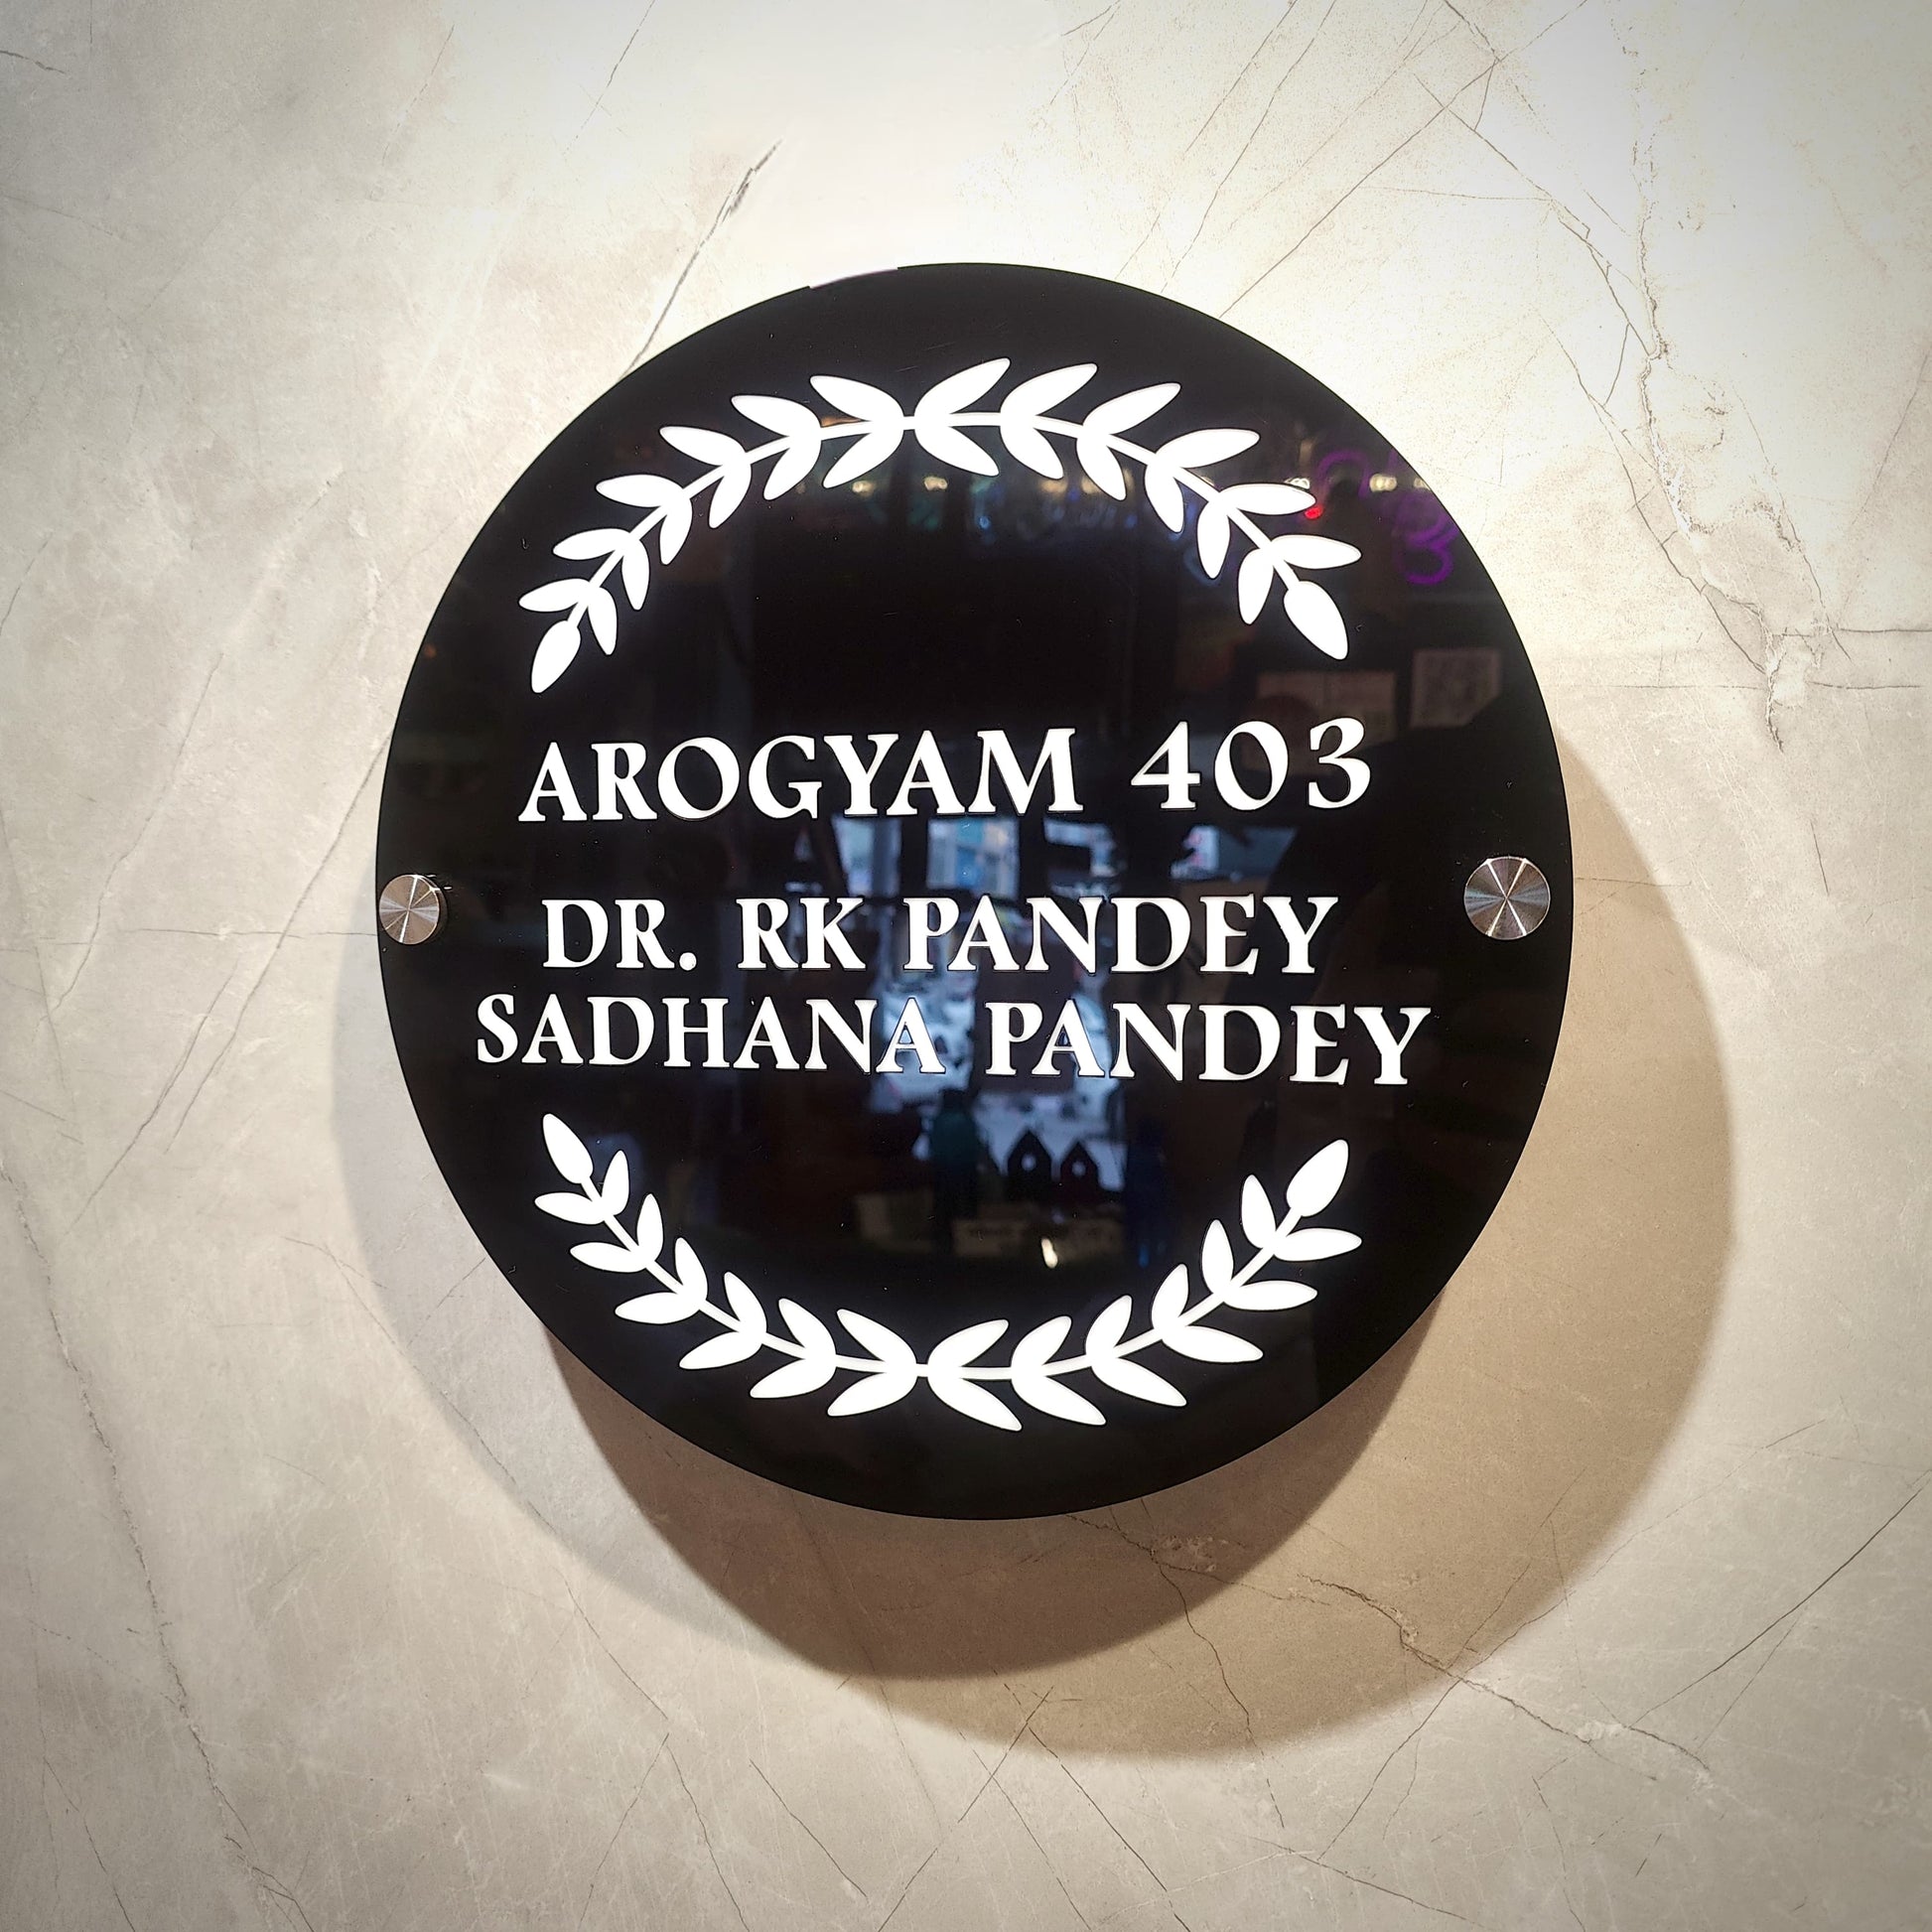 AROGYAM 403
DR. RK PANDEY
SADHANA PANDEY